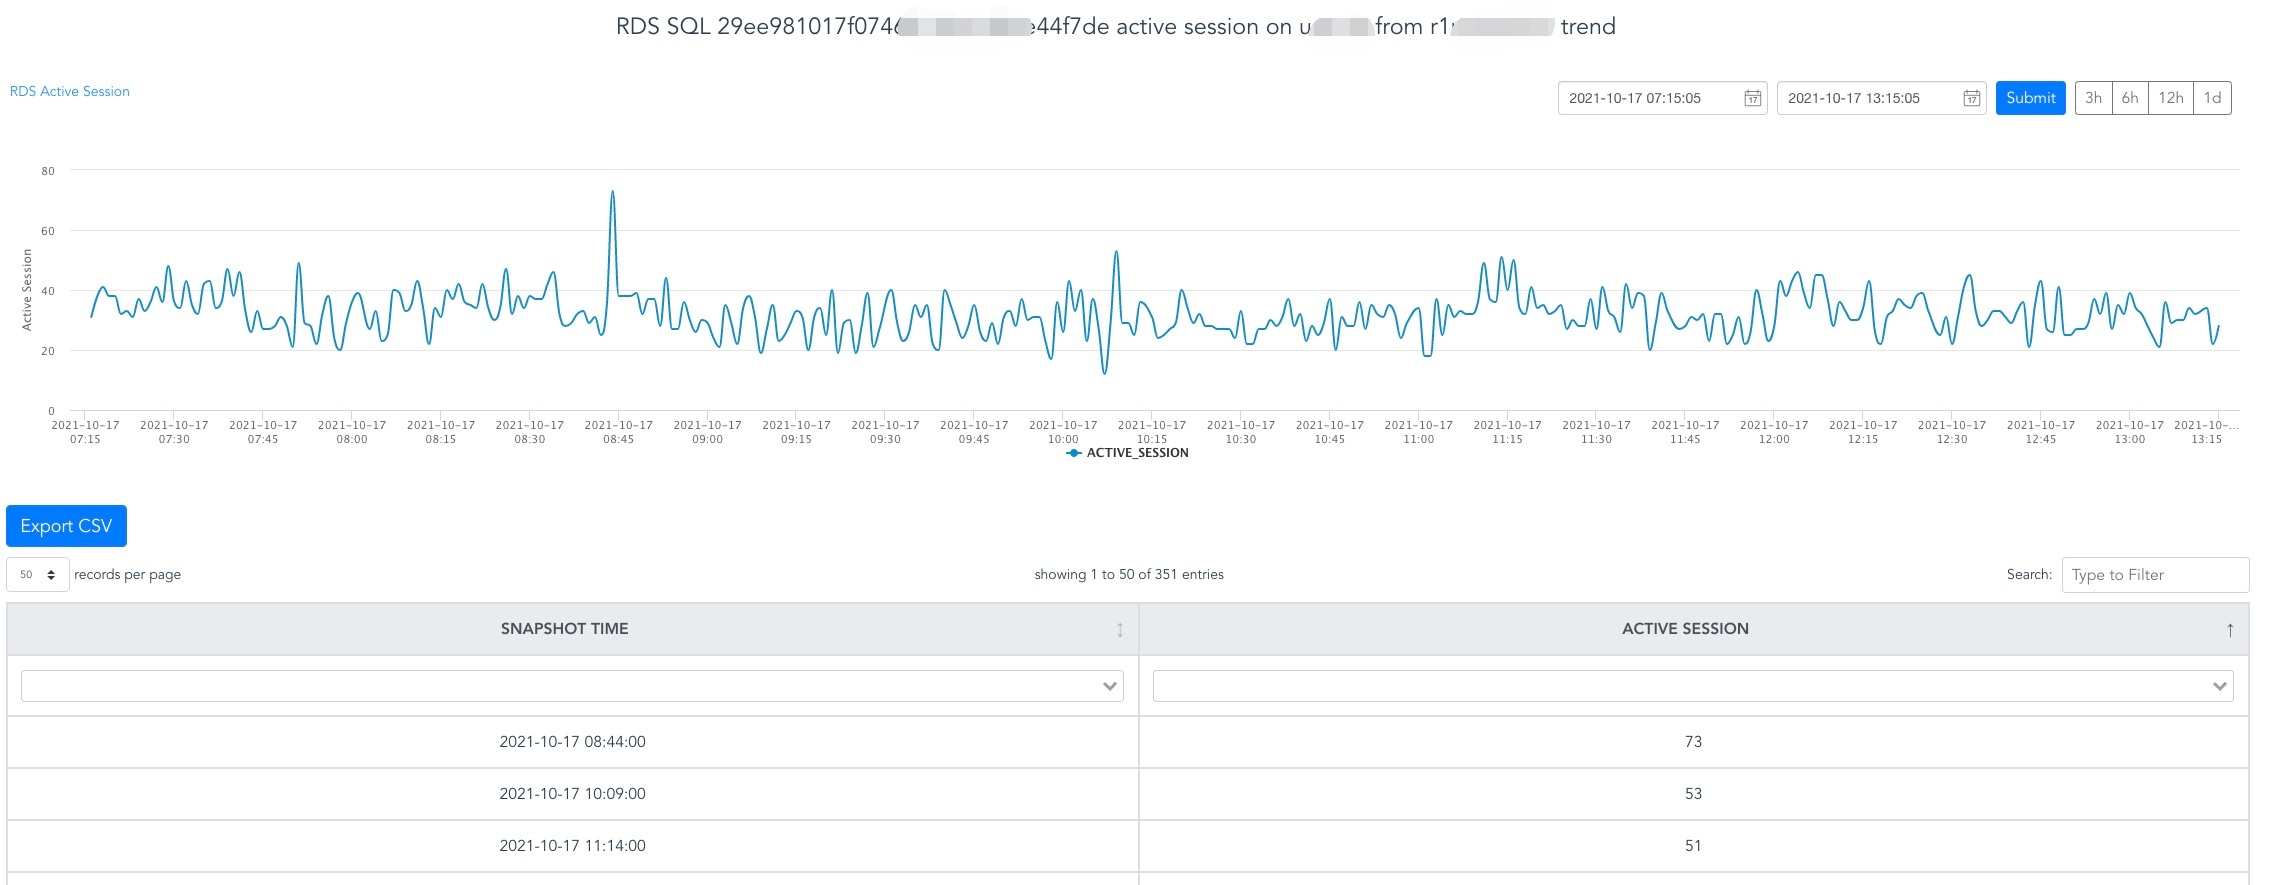 RDS SQL 29ee981017f074 e44f7de active session on u from r1 trend
RDS Active Session
2021-10-17 07:15:05
17
2021-10-17 13:15:05
17
Submit
3h
6h
12h
1d
80
60
40
20
0
Active Session
2021-10-17 07:15
2021-10-17 07:30
2021-10-17 07:45
2021-10-17 08:00
2021-10-17 08:15
2021-10-17 08:30
2021-10-17 08:45
2021-10-17 09:00
2021-10-17 09:15
2021-10-17 09:30
2021-10-17 09:45
2021-10-17 10:00
2021-10-17 10:15
2021-10-17 10:30
2021-10-17 10:45
2021-10-17 11:00
2021-10-17 11:15
2021-10-17 11:30
2021-10-17 11:45
2021-10-17 12:00
2021-10-17 12:15
2021-10-17 12:30
2021-10-17 12:45
2021-10-17 13:00
2021-10-... 13:15
ACTIVE_SESSION
Export CSV
50 records per page
showing 1 to 50 of 351 entries
Search: Type to Filter
SNAPSHOT TIME
ACTIVE SESSION
2021-10-17 08:44:00
73
2021-10-17 10:09:00
53
2021-10-17 11:14:00
51